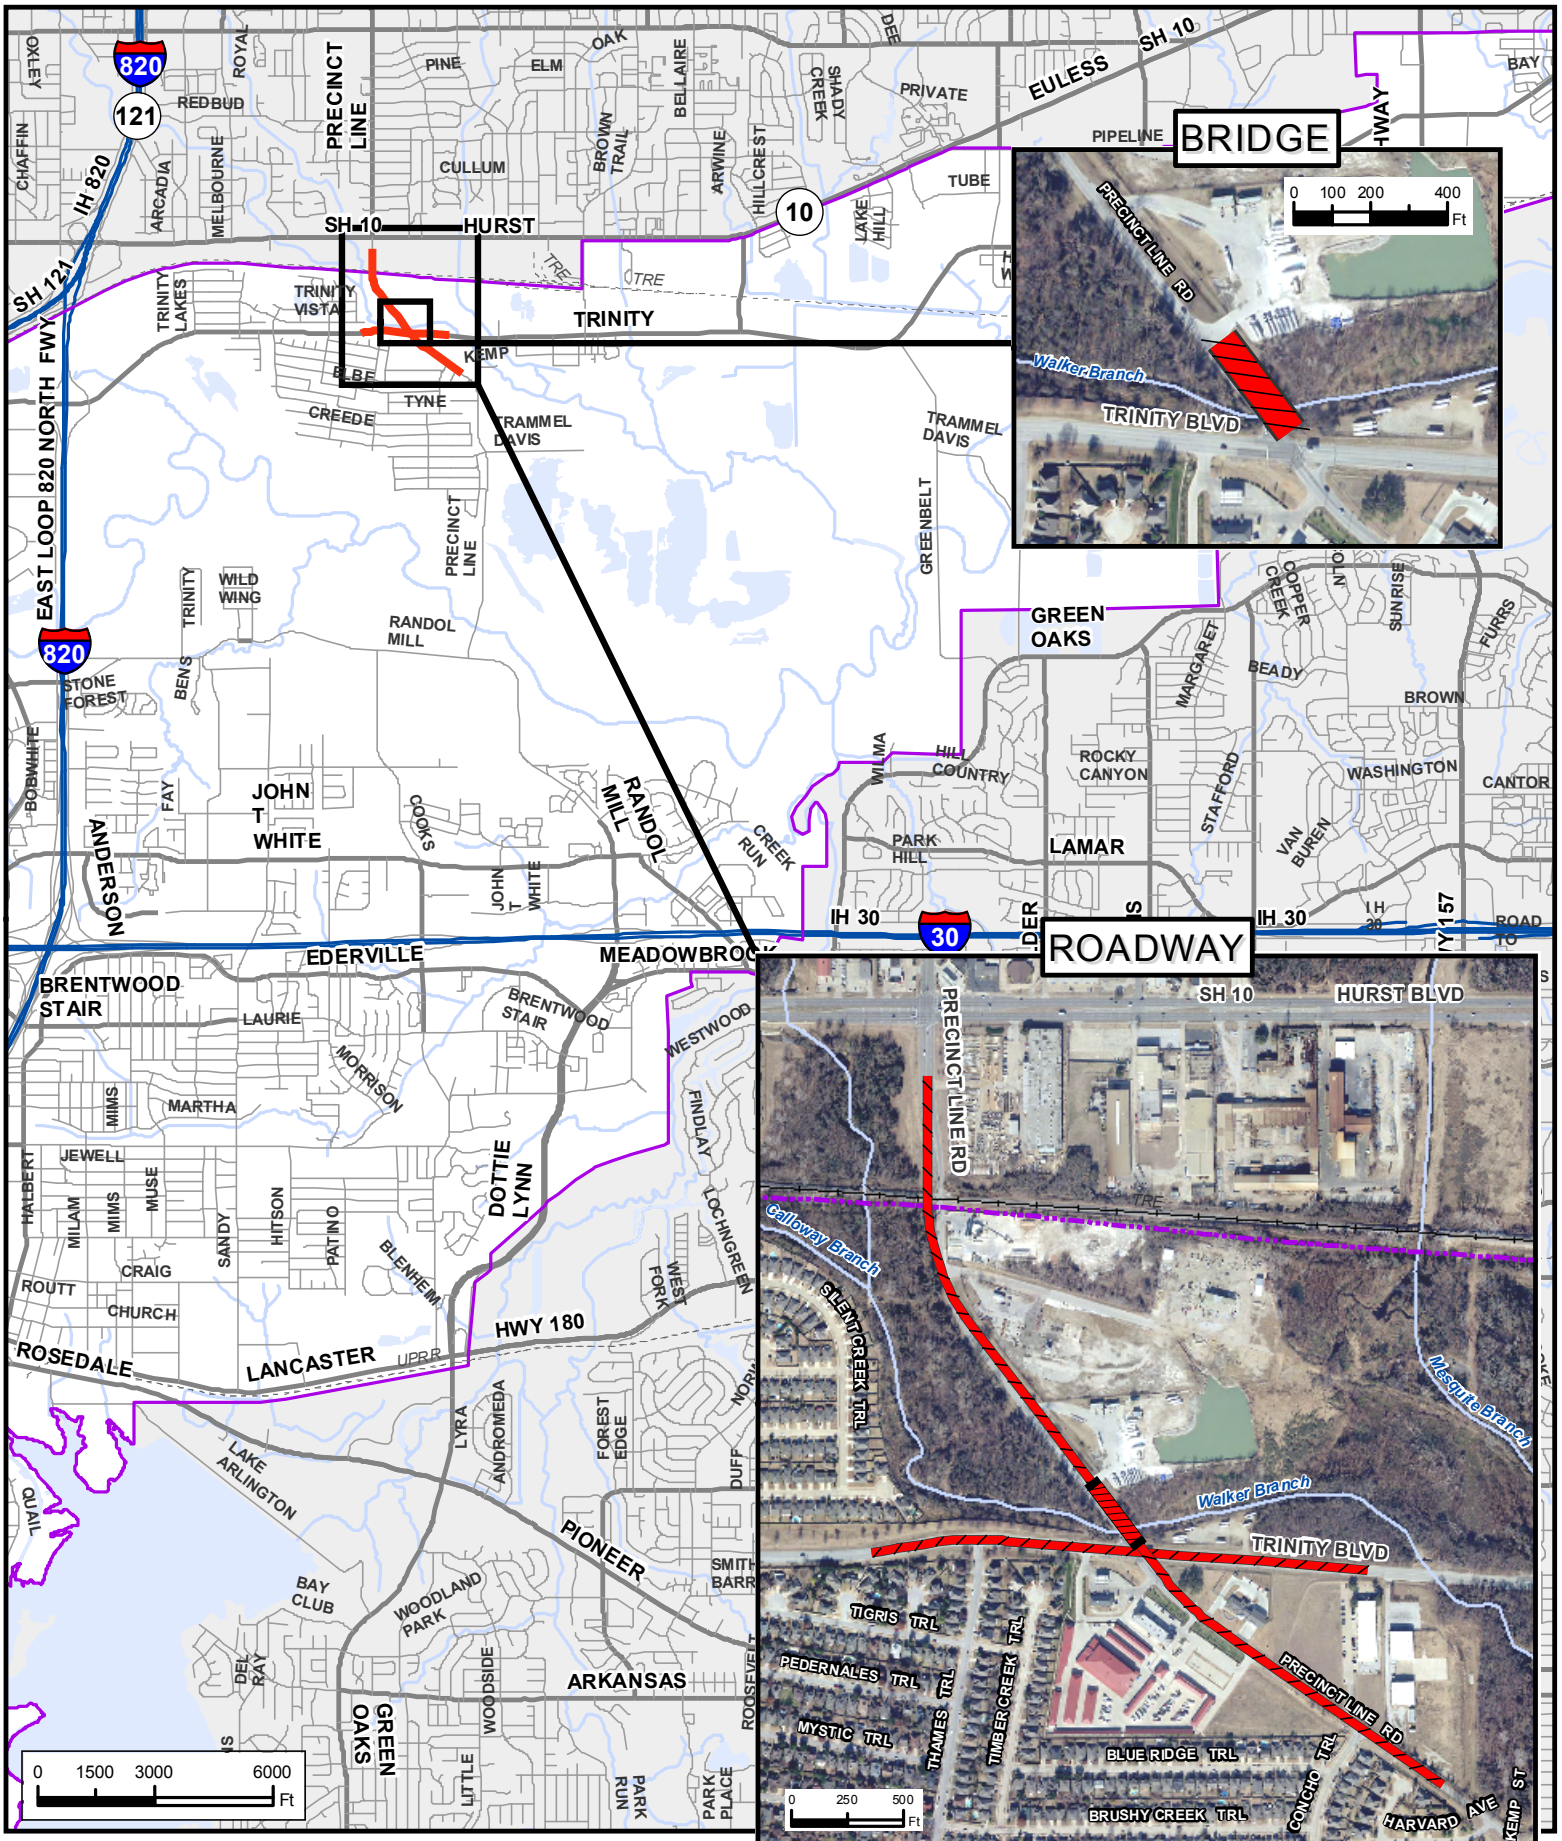 OXLEY
820
ROYAL
PRECINCT
LINE
OAK
PINE
ELM
BELLAIRE
DEE
SHADY
CREEK
PRIVATE
EULESS
SH 10
BAY
121
REDBUD
CHAFFIN
IH 820
ARCADIA
MELBOURNE
CULLUM
BROWN
TRAIL
ARWINE
HILLCREST
10
TUBE
LAKE
HILL
PIPELINE
HWAY
SH 10
HURST
SH 121
TRINITY
LAKES
TRINITY
VISTA
TRE
TRE
TRINITY
KEMP
ELBE
TYNE
CREEDE
TRAMMEL
DAVIS
TRAMMEL
DAVIS
EAST LOOP 820 NORTH FWY
PRECINCT
LINE
GREENBELT
TRINITY
WILD
WING
RANDOL
MILL
820
BENS
STONE
FOREST
GREEN
OAKS
COPPER
CREEK
SUNRISE
FURRS
MARGARET
BEADY
BROWN
BOBWHITE
FAY
JOHN
T
WHITE
COOKS
RANDOL
MILL
CREEK
RUN
WILMA
HILL
COUNTRY
ROCKY
CANYON
STAFFORD
WASHINGTON
CANTOR
PARK
HILL
LAMAR
VAN
BUREN
ANDERSON
JOHN
T
WHITE
IH 30
30
IH 30
IH
30
ROAD
TO
EDERVILLE
MEADOWBROOK
BRENTWOOD
STAIR
LAURIE
BRENTWOOD
STAIR
WESTWOOD
MORRISON
MIMS
MARTHA
FINDLAY
JEWELL
HALBERT
MILAM
MIMS
MUSE
SANDY
HITSON
PATINO
DOTTIE
LYNN
LOCHNGREEN
BLENHEIM
CRAIG
ROUTT
CHURCH
WEST
FORK
HWY 180
ROSEDALE
LANCASTER
UPRR
LYRA
ANDROMEDA
FOREST
EDGE
DUFF
LAKE
ARLINGTON
QUAIL
PIONEER
SMITH
BARR
BAY
CLUB
WOODLAND
PARK
DEL
RAY
WOODSIDE
ARKANSAS
ROOSEVELT
GREEN
OAKS
LITTLE
PARK
RUN
PARK
PLACE
0 1500 3000 6000
Ft
BRIDGE
0 100 200 400
Ft
PRECINCT LINE RD
Walker Branch
TRINITY BLVD
ROADWAY
PRECINCT LINE RD
SH 10
HURST BLVD
TRE
Calloway Branch
SILENT CREEK TRL
Mesquite Branch
Walker Branch
TRINITY BLVD
TIGRIS TRL
PEDERNALES TRL
MYSTIC TRL
THAMES TRL
TIMBERCREEK TRL
BLUE RIDGE TRL
BRUSHY CREEK TRL
CONCHO TRL
PRECINCT LINE RD
HARVARD AVE
KEMP ST
0 250 500
Ft